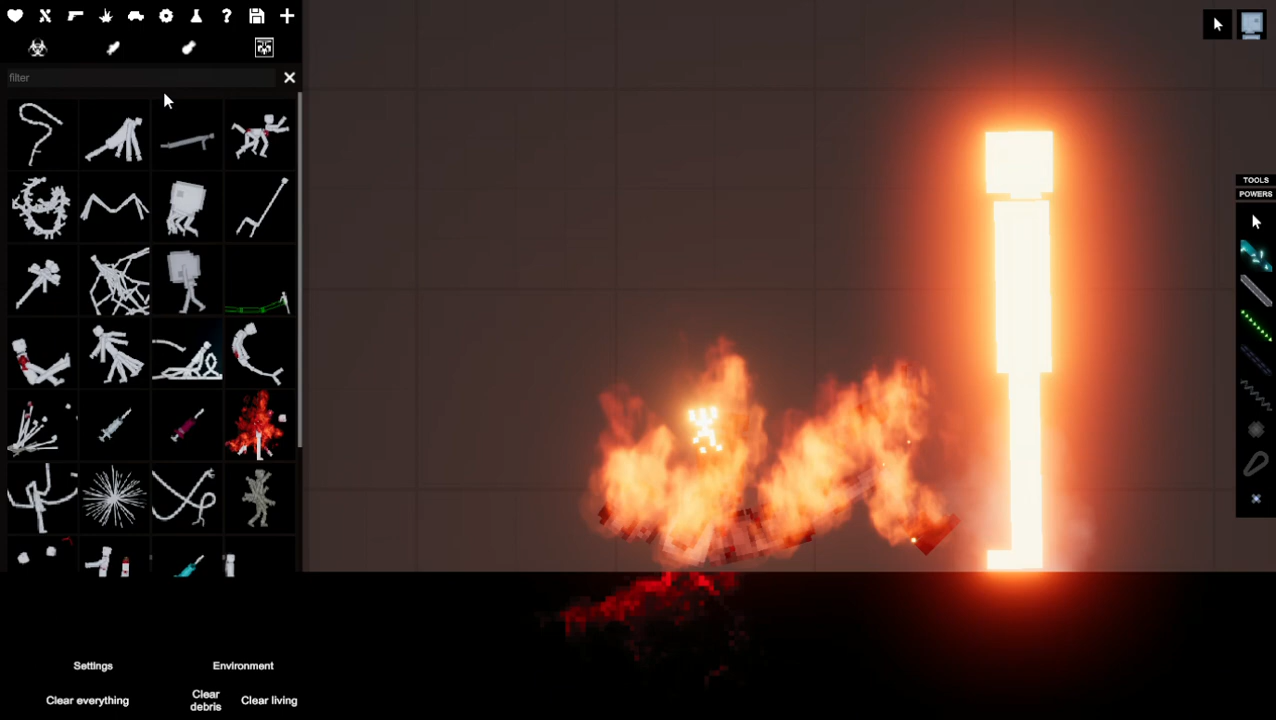 filter
TOOLS
POWERS
Settings
Environment
Clear everything
Clear
debris
Clear living